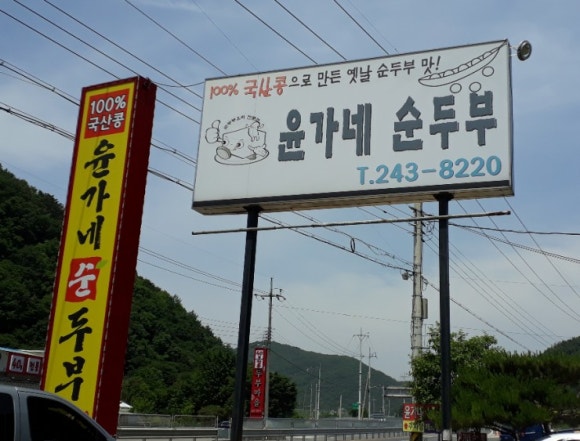 100%
국산콩
윤가네 순두부
100% 국산콩으로 만든 옛날 순두부 맛!
윤가네 순두부
T.243-8220